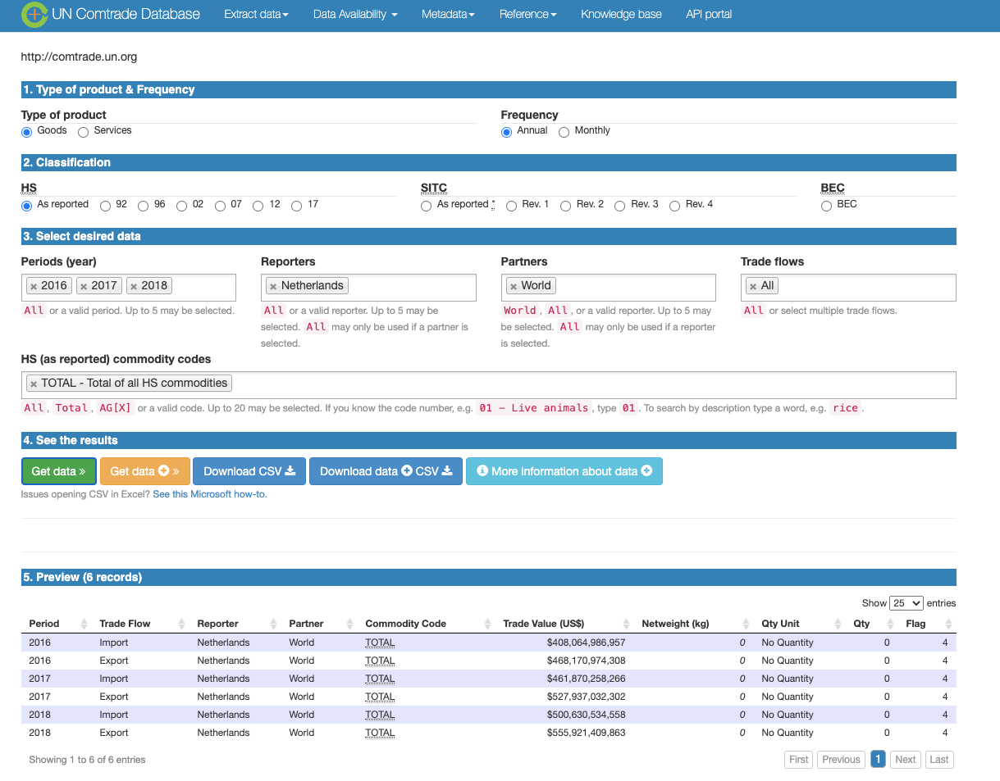 UN Comtrade Database Extract data Data Availability Metadata Reference Knowledge base API portal
http://comtrade.un.org
1. Type of product & Frequency
Type of product Frequency
Goods Services Annual Monthly
2. Classification
HS SITC BEC
As reported 92 96 02 07 12 17 As reported * Rev. 1 Rev. 2 Rev. 3 Rev. 4 BEC
3. Select desired data
Periods (year) Reporters Partners Trade flows
× 2016 × 2017 × 2018 × Netherlands × World × All
All or a valid period. Up to 5 may be selected. All or a valid reporter. Up to 5 may be World , All , or a valid reporter. Up to 5 may All or select multiple trade flows.
selected. All may only be used if a partner is be selected. All may only be used if a reporter
selected. is selected.
HS (as reported) commodity codes
× TOTAL - Total of all HS commodities
All , Total , AG[X] or a valid code. Up to 20 may be selected. If you know the code number, e.g. 01 – Live animals , type 01 . To search by description type a word, e.g. rice .
4. See the results
Get data » Get data » Download CSV Download data CSV More information about data
Issues opening CSV in Excel? See this Microsoft how-to.
5. Preview (6 records)
Show 25 entries
Period Trade Flow Reporter Partner Commodity Code Trade Value (US$) Netweight (kg) Qty Unit Qty Flag
2016 Import Netherlands World TOTAL $408,064,986,957 0 No Quantity 0 4
2016 Export Netherlands World TOTAL $468,170,974,308 0 No Quantity 0 4
2017 Import Netherlands World TOTAL $461,870,258,266 0 No Quantity 0 4
2017 Export Netherlands World TOTAL $527,937,032,302 0 No Quantity 0 4
2018 Import Netherlands World TOTAL $500,630,534,558 0 No Quantity 0 4
2018 Export Netherlands World TOTAL $555,921,409,863 0 No Quantity 0 4
Showing 1 to 6 of 6 entries First Previous 1 Next Last